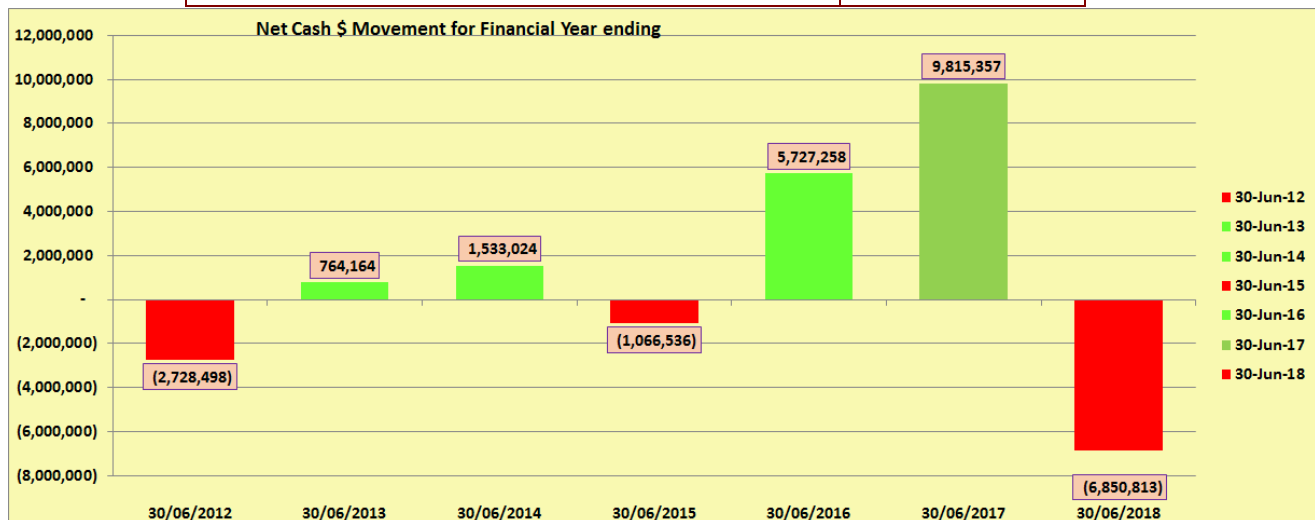 Net Cash $ Movement for Financial Year ending
12,000,000
10,000,000
8,000,000
6,000,000
4,000,000
2,000,000
-
(2,000,000)
(4,000,000)
(6,000,000)
(8,000,000)
(2,728,498)
764,164
1,533,024
(1,066,536)
5,727,258
9,815,357
(6,850,813)
30/06/2012 30/06/2013 30/06/2014 30/06/2015 30/06/2016 30/06/2017 30/06/2018
30-Jun-12
30-Jun-13
30-Jun-14
30-Jun-15
30-Jun-16
30-Jun-17
30-Jun-18